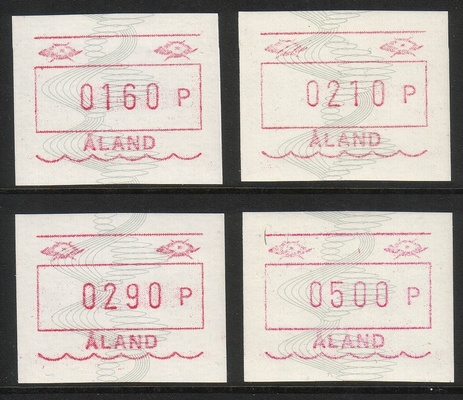 0160 P
ÅLAND
0210 P
ÅLAND
0290 P
ÅLAND
0500 P
ÅLAND